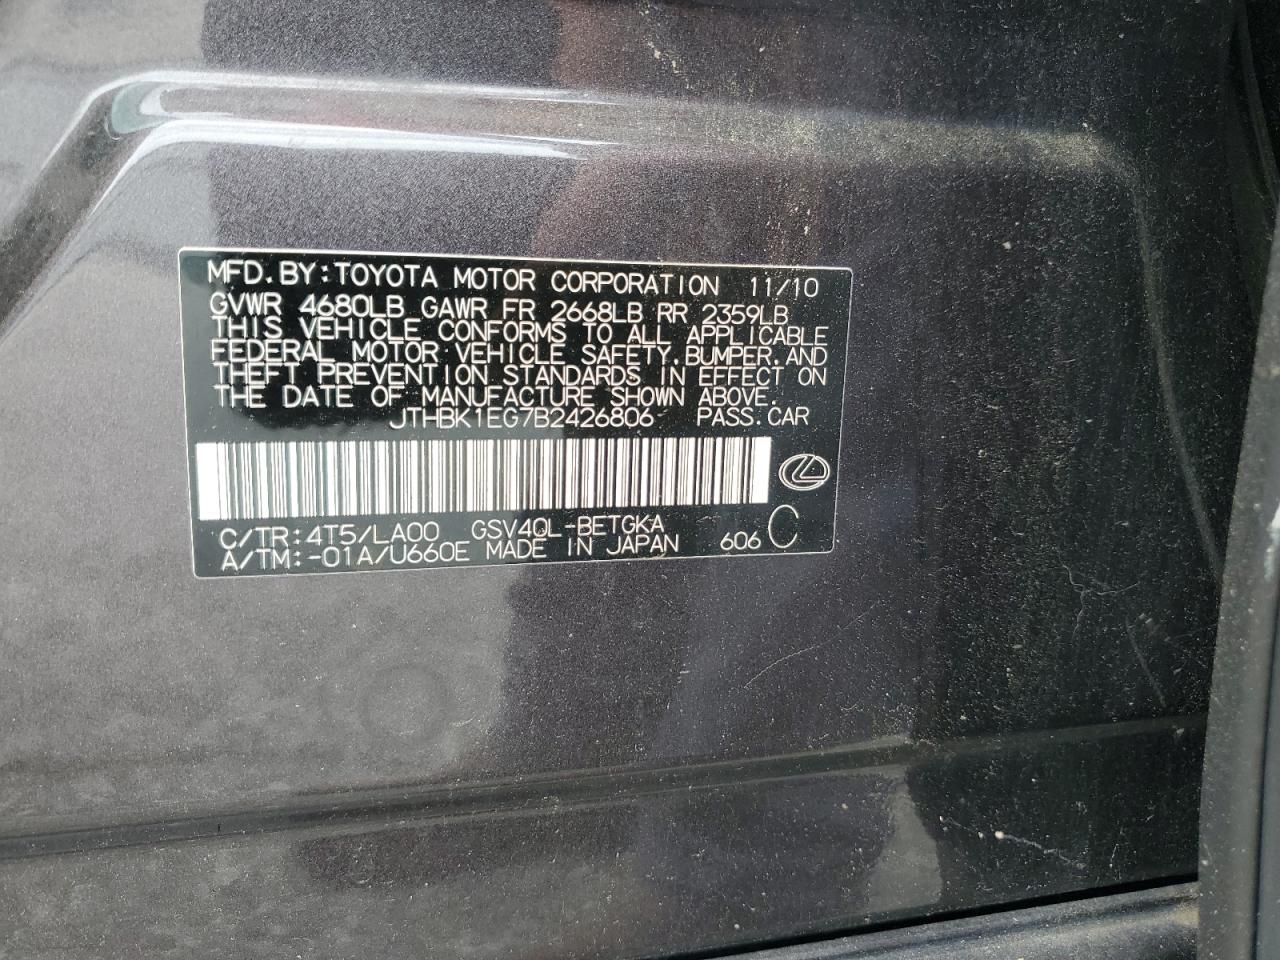 MFD.BY:TOYOTA MOTOR CORPORATION 11/10
GVWR 4680LB GAWR FR 2668LB RR 2359LB
THIS VEHICLE CONFORMS TO ALL APPLICABLE
FEDERAL MOTOR VEHICLE SAFETY,BUMPER,AND
THEFT PREVENTION STANDARDS IN EFFECT ON
THE DATE OF MANUFACTURE SHOWN ABOVE.
JTHBK1EG7B2426806 PASS.CAR
C/TR:4T5/LA00 GSV40L-BETGKA
A/TM:-01A/U660E MADE IN JAPAN 606 C